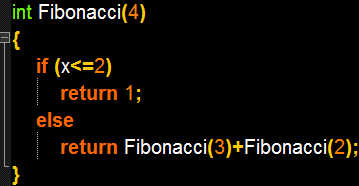 int Fibonacci(4)
{
if (x<=2)
return 1;
else
return Fibonacci(3)+Fibonacci(2);
}